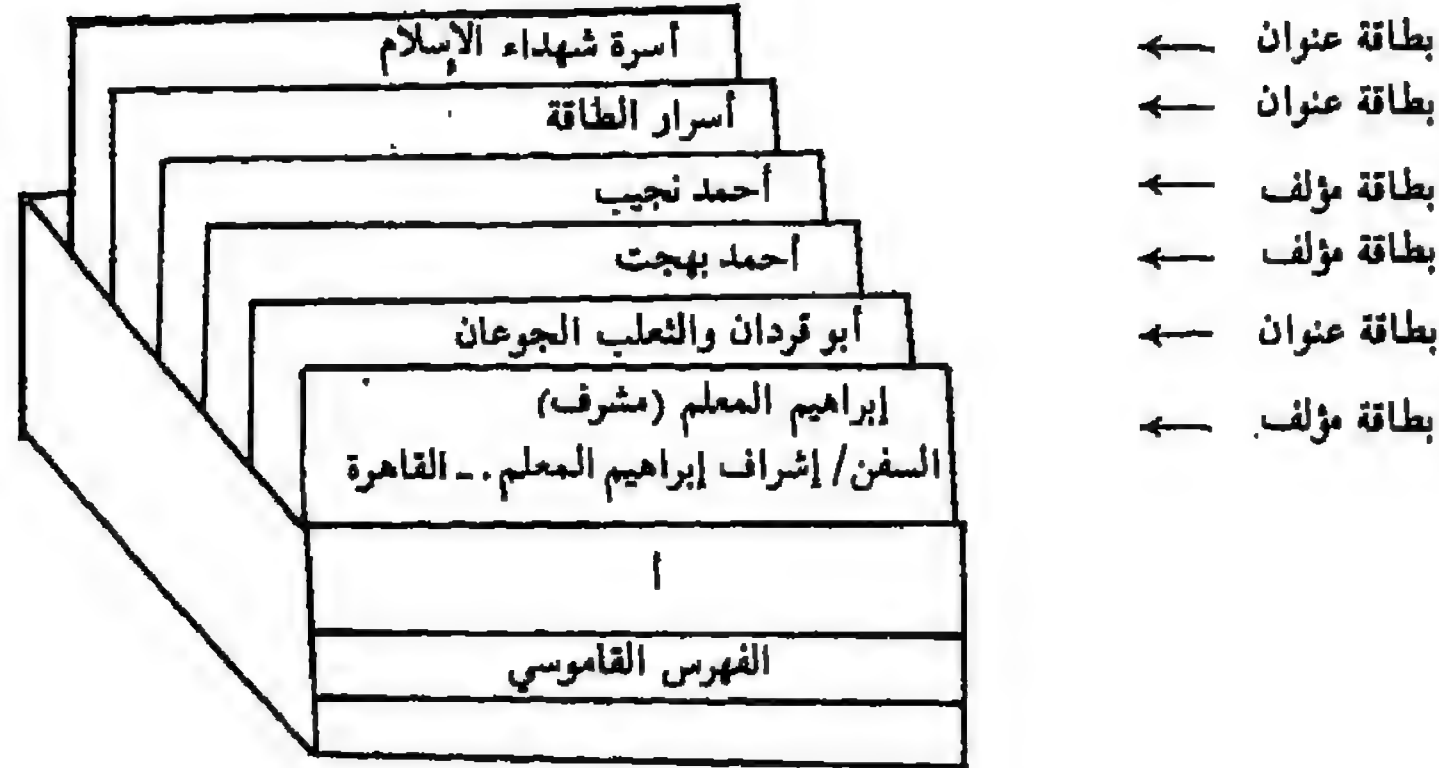 أسرة شهداء الإسلام
بطاقة عنوان
أسرار الطاقة
بطاقة عنوان
أحمد نجيب
بطاقة مؤلف
أحمد بهجت
بطاقة مؤلف
أبو قردان والثعلب الجوعان
بطاقة عنوان
إبراهيم المعلم (مشرف)
بطاقة مؤلف
السفن/ إشراف إبراهيم المعلم. ـ القاهرة
أ
الفهرس القاموسي